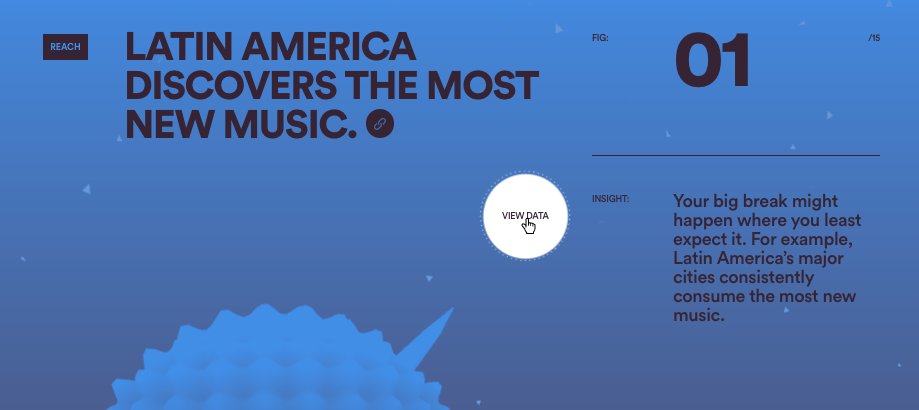 REACH
LATIN AMERICA
DISCOVERS THE MOST
NEW MUSIC.
FIG:
01
/15
VIEW DATA
INSIGHT:
Your big break might
happen where you least
expect it. For example,
Latin America’s major
cities consistently
consume the most new
music.